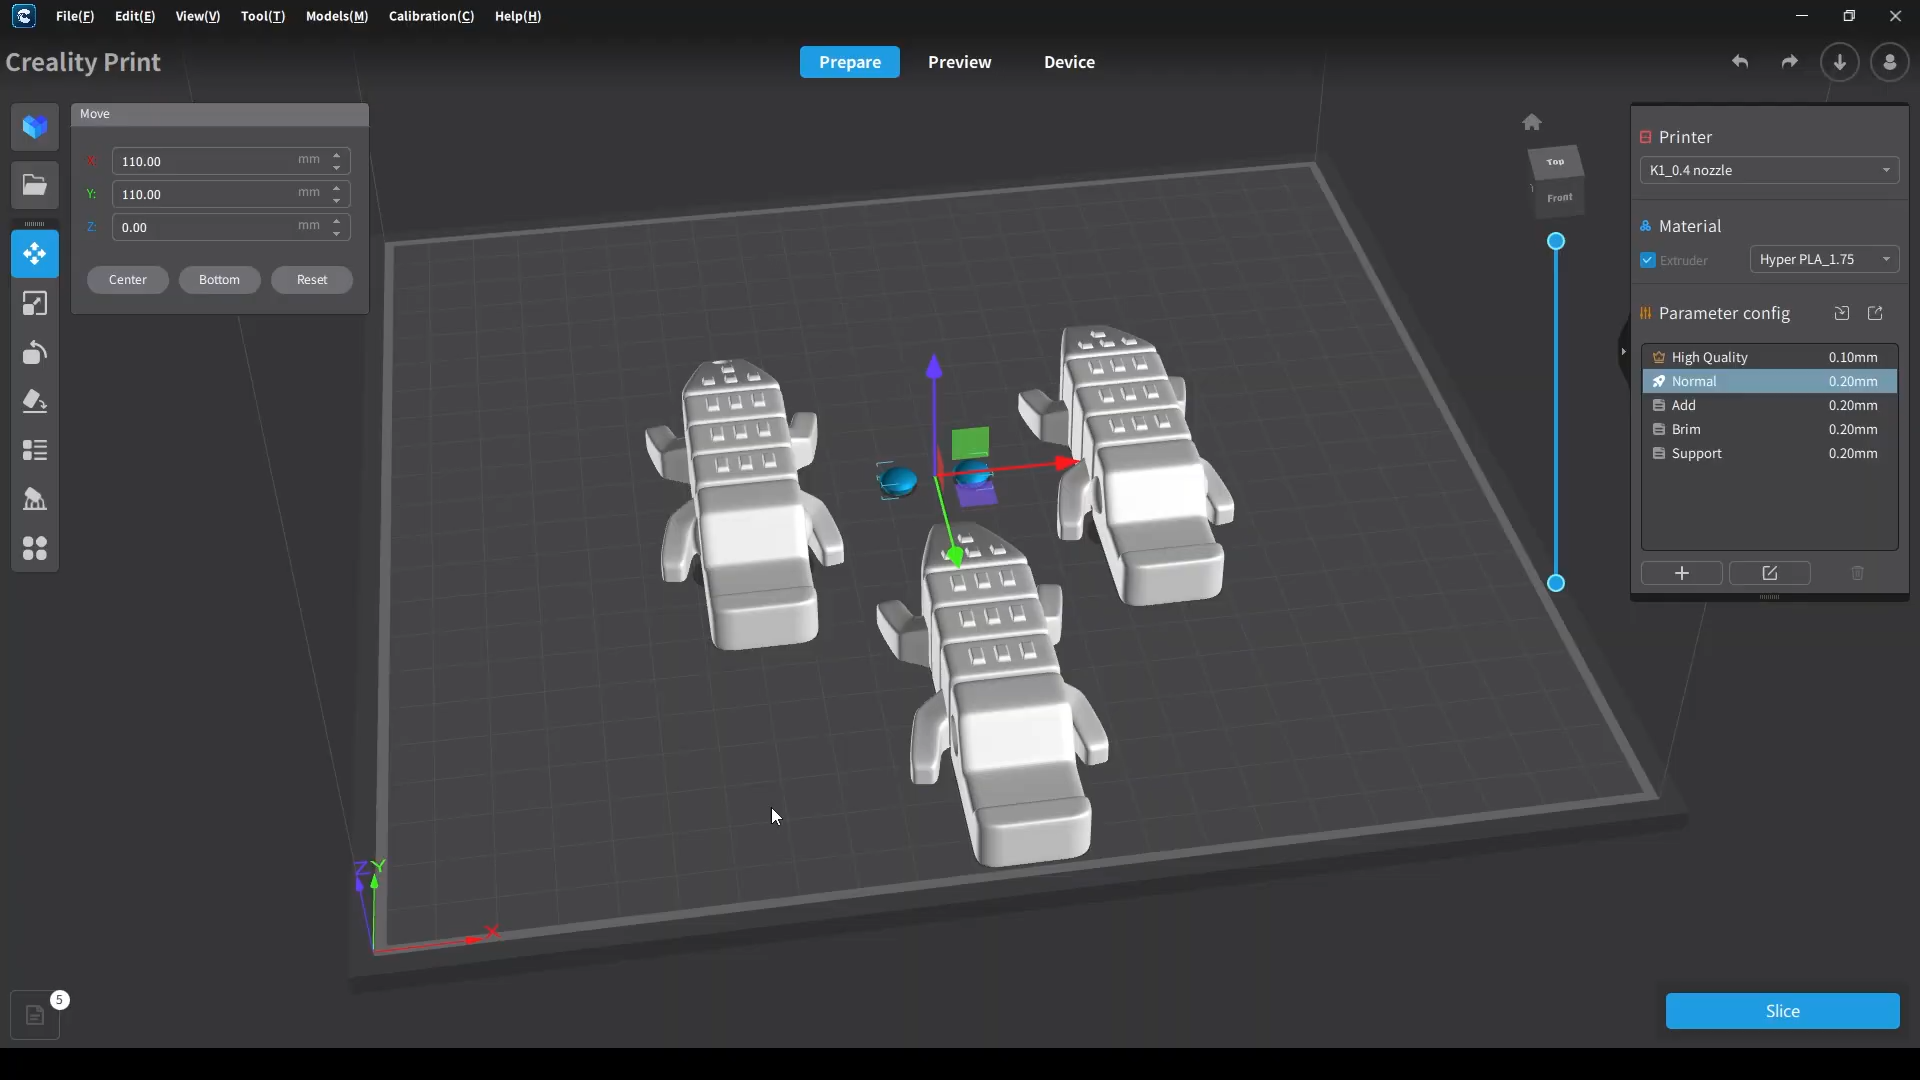 File(F) Edit(E) View(V) Tool(T) Models(M) Calibration(C) Help(H)
Creality Print
Prepare Preview Device
Move
X: 110.00 mm
Y: 110.00 mm
Z: 0.00 mm
Center Bottom Reset
Top
Front
Printer
K1_0.4 nozzle
Material
Extruder Hyper PLA_1.75
Parameter config
High Quality 0.10mm
Normal 0.20mm
Add 0.20mm
Brim 0.20mm
Support 0.20mm
Z Y
X
5
Slice